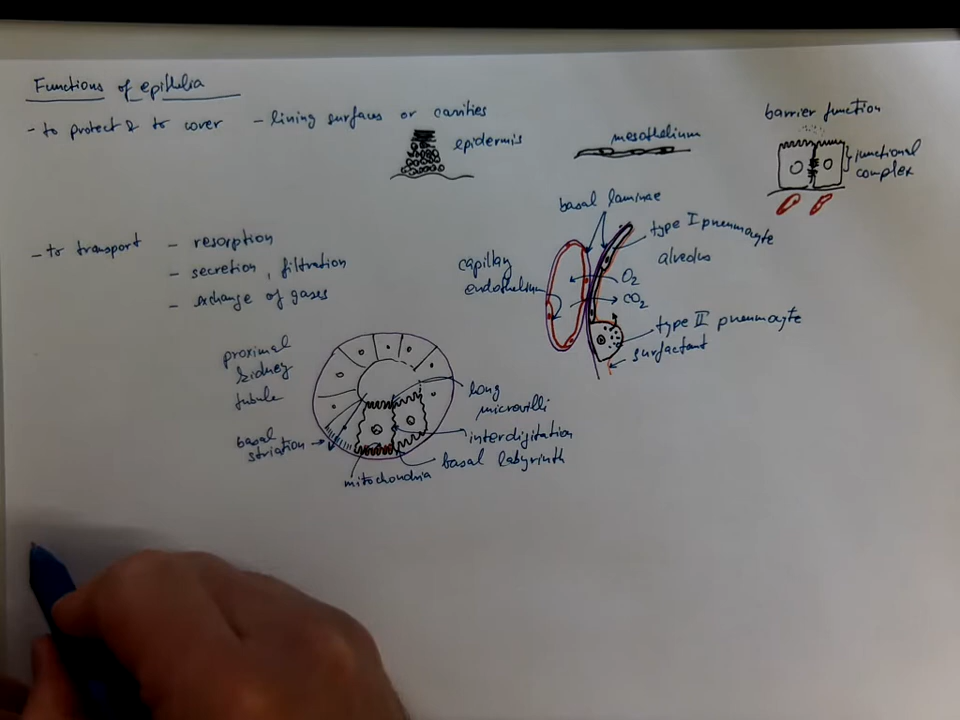 Functions of epithelia
- to protect & to cover - lining surfaces or cavities
epidermis
mesothelium
barrier function
junctional
complex
- to transport - resorption
- secretion, filtration
- exchange of gases
basal laminae
type I pneumocyte
alveolus
capillary
endothelium
O2
CO2
type II pneumocyte
surfactant
proximal
kidney
tubule
long
microvilli
interdigitation
basal
striation
basal labyrinth
mitochondria